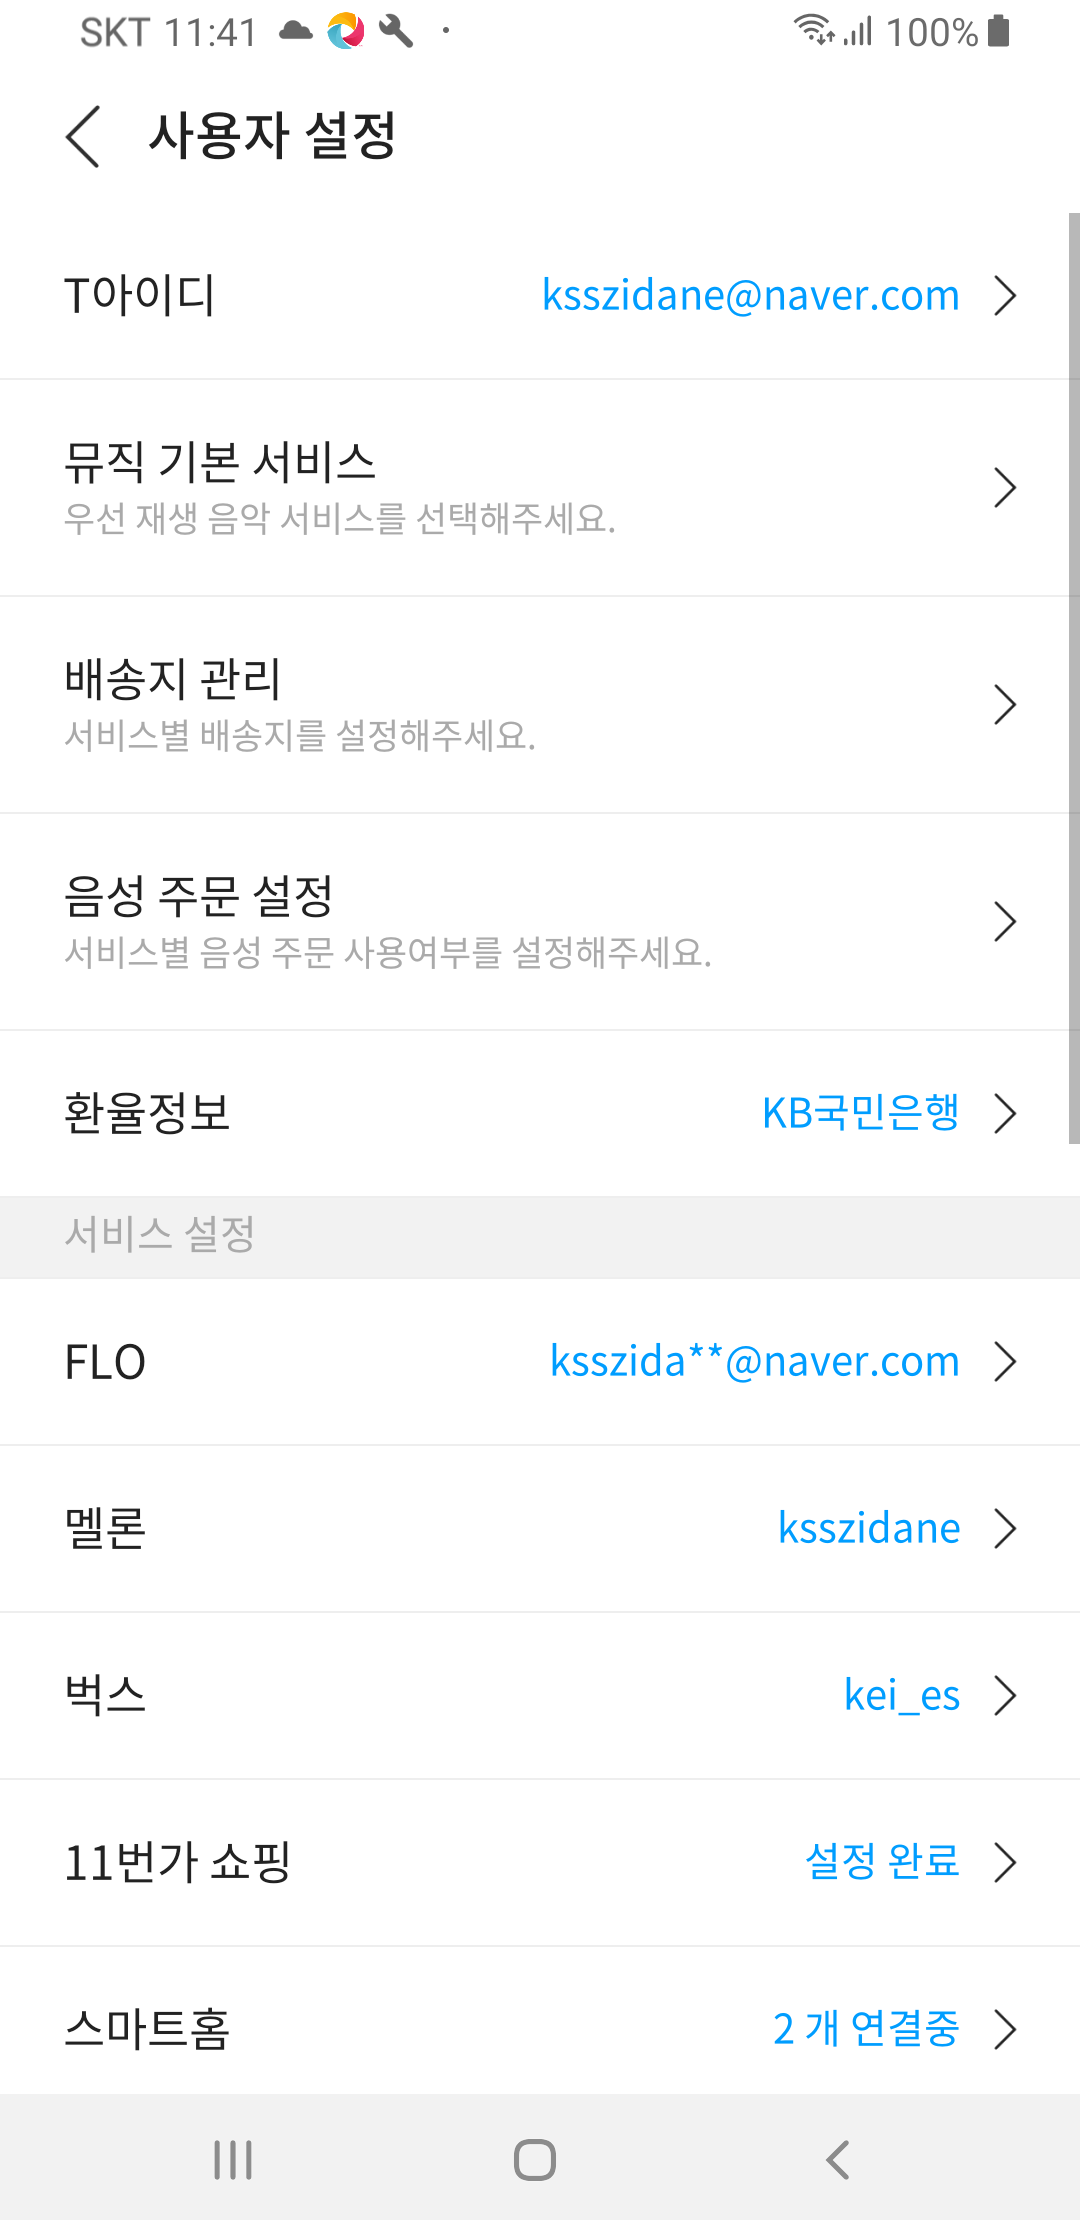 SKT 11:41
100%
사용자 설정
T아이디
ksszidane@naver.com
뮤직 기본 서비스
우선 재생 음악 서비스를 선택해주세요.
배송지 관리
서비스별 배송지를 설정해주세요.
음성 주문 설정
서비스별 음성 주문 사용여부를 설정해주세요.
환율정보
KB국민은행
서비스 설정
FLO
ksszida**@naver.com
멜론
ksszidane
벅스
kei_es
11번가 쇼핑
설정 완료
스마트홈
2 개 연결중